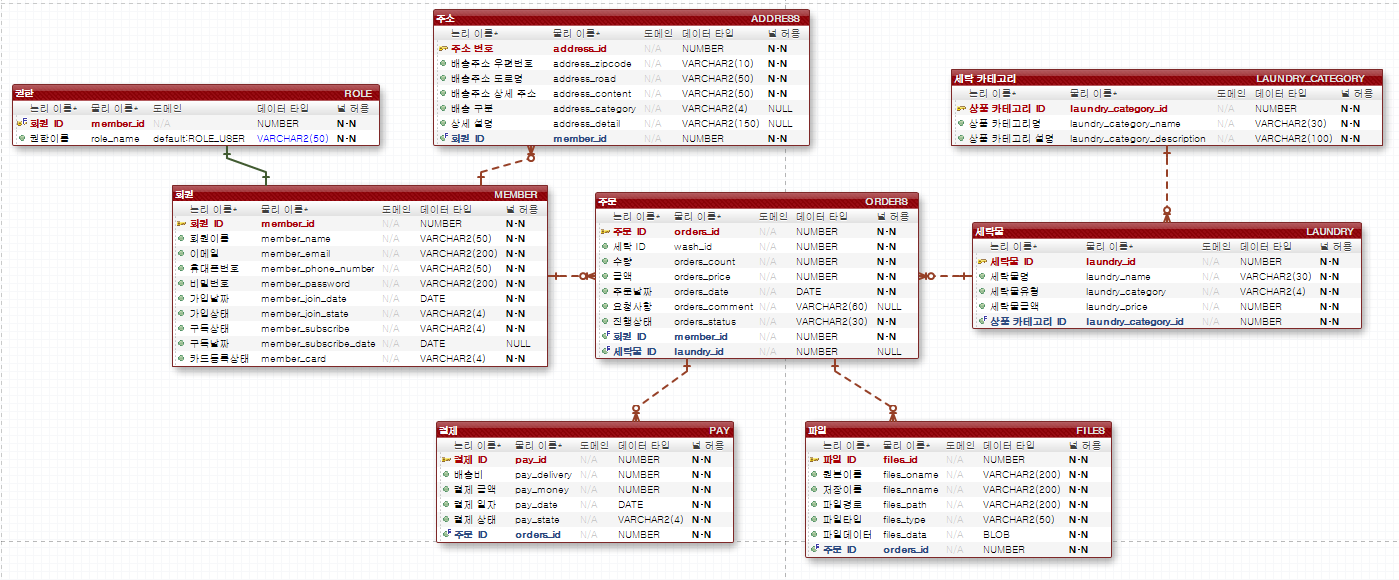 주소 ADDRESS
논리 이름 물리 이름 도메인 데이터 타입 널 허용
주소 번호 address_id N/A NUMBER N-N
배송주소 우편번호 address_zipcode N/A VARCHAR2(10) N-N
배송주소 도로명 address_road N/A VARCHAR2(50) N-N
배송주소 상세 주소 address_content N/A VARCHAR2(50) N-N
배송 구분 address_category N/A VARCHAR2(4) NULL
상세 설명 address_detail N/A VARCHAR2(150) NULL
회원 ID member_id N/A NUMBER N-N
권한 ROLE
논리 이름 물리 이름 도메인 데이터 타입 널 허용
회원 ID member_id N/A NUMBER N-N
권한이름 role_name default:ROLE_USER VARCHAR2(50) N-N
세탁 카테고리 LAUNDRY_CATEGORY
논리 이름 물리 이름 도메인 데이터 타입 널 허용
상품 카테고리 ID laundry_category_id N/A NUMBER N-N
상품 카테고리명 laundry_category_name N/A VARCHAR2(30) N-N
상품 카테고리 설명 laundry_category_description N/A VARCHAR2(100) N-N
회원 MEMBER
논리 이름 물리 이름 도메인 데이터 타입 널 허용
회원 ID member_id N/A NUMBER N-N
회원이름 member_name N/A VARCHAR2(50) N-N
이메일 member_email N/A VARCHAR2(200) N-N
휴대폰번호 member_phone_number N/A VARCHAR2(50) N-N
비밀번호 member_password N/A VARCHAR2(200) N-N
가입날짜 member_join_date N/A DATE N-N
가입상태 member_join_state N/A VARCHAR2(4) N-N
구독상태 member_subscribe N/A VARCHAR2(4) N-N
구독날짜 member_subscribe_date N/A DATE NULL
카드등록상태 member_card N/A VARCHAR2(4) N-N
주문 ORDERS
논리 이름 물리 이름 도메인 데이터 타입 널 허용
주문 ID orders_id N/A NUMBER N-N
세탁 ID wash_id N/A NUMBER N-N
수량 orders_count N/A NUMBER N-N
금액 orders_price N/A NUMBER N-N
주문날짜 orders_date N/A DATE N-N
요청사항 orders_comment N/A VARCHAR2(60) NULL
진행상태 orders_status N/A VARCHAR2(30) N-N
회원 ID member_id N/A NUMBER N-N
세탁물 ID laundry_id N/A NUMBER NULL
세탁물 LAUNDRY
논리 이름 물리 이름 도메인 데이터 타입 널 허용
세탁물 ID laundry_id N/A NUMBER N-N
세탁물명 laundry_name N/A VARCHAR2(30) N-N
세탁물유형 laundry_category N/A VARCHAR2(4) N-N
세탁물금액 laundry_price N/A NUMBER N-N
상품 카테고리 ID laundry_category_id N/A NUMBER N-N
결제 PAY
논리 이름 물리 이름 도메인 데이터 타입 널 허용
결제 ID pay_id N/A NUMBER N-N
배송비 pay_delivery N/A NUMBER N-N
결제 금액 pay_money N/A NUMBER N-N
결제 일자 pay_date N/A DATE N-N
결제 상태 pay_state N/A VARCHAR2(4) N-N
주문 ID orders_id N/A NUMBER N-N
파일 FILES
논리 이름 물리 이름 도메인 데이터 타입 널 허용
파일 ID files_id N/A NUMBER N-N
원본이름 files_oname N/A VARCHAR2(200) N-N
저장이름 files_nname N/A VARCHAR2(200) N-N
파일경로 files_path N/A VARCHAR2(200) N-N
파일타입 files_type N/A VARCHAR2(50) N-N
파일데이터 files_data N/A BLOB N-N
주문 ID orders_id N/A NUMBER N-N